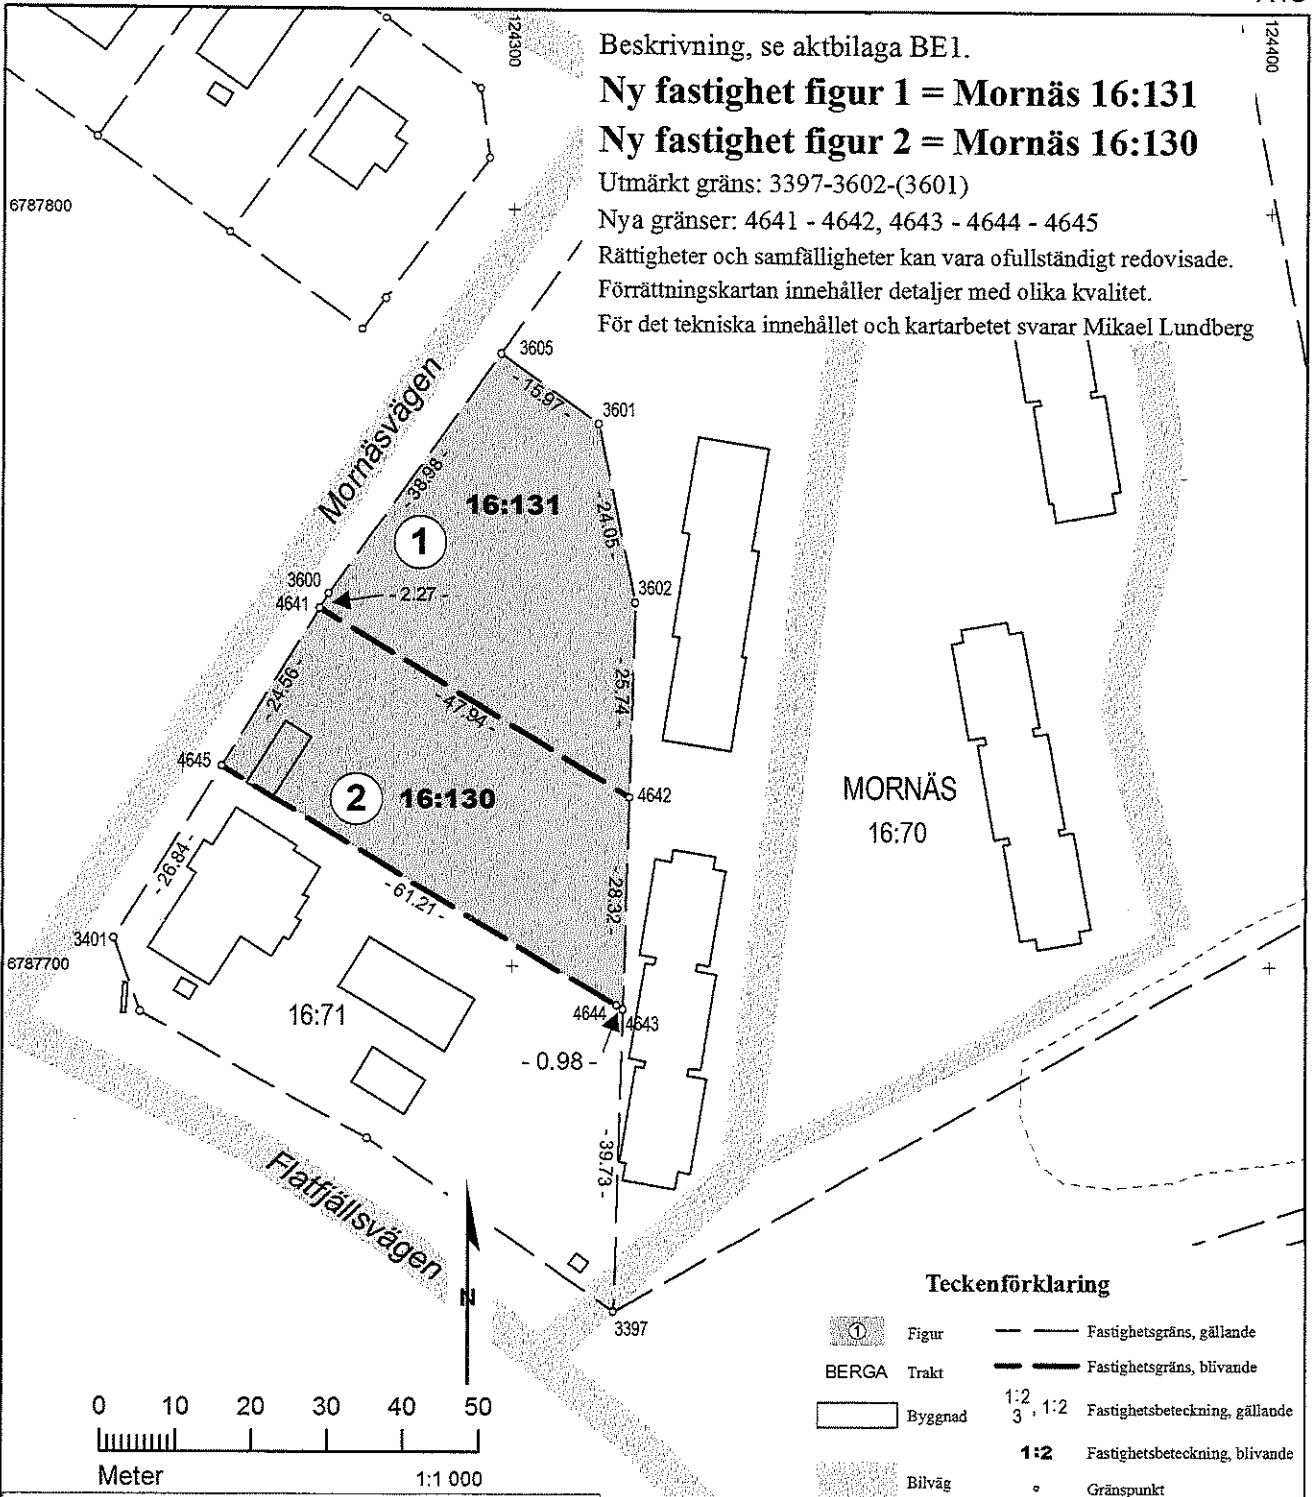 124300
124400
Beskrivning, se aktbilaga BE1.
Ny fastighet figur 1 = Mornäs 16:131
Ny fastighet figur 2 = Mornäs 16:130
Utmärkt gräns: 3397-3602-(3601)
Nya gränser: 4641 - 4642, 4643 - 4644 - 4645
Rättigheter och samfälligheter kan vara ofullständigt redovisade.
Förrättningskartan innehåller detaljer med olika kvalitet.
För det tekniska innehållet och kartarbetet svarar Mikael Lundberg
6787800
3605
- 15.97 -
3601
Mornäsvägen
- 38.98 -
16:131
- 24.05 -
1
3600
4641
- 2.27 -
3602
- 24.56 -
- 47.94 -
- 25.74 -
4645
2
16:130
4642
MORNÄS
16:70
- 26.84 -
- 61.21 -
- 28.32 -
3401
6787700
16:71
4644
4643
- 0.98 -
- 39.73 -
Flatfjällsvägen
N
3397
Teckenförklaring
1
Figur
Fastighetsgräns, gällande
BERGA
Trakt
Fastighetsgräns, blivande
Byggnad
1:2
3 , 1:2
Fastighetsbeteckning, gällande
1:2
Fastighetsbeteckning, blivande
Bilväg
Gränspunkt
0 10 20 30 40 50
Meter
1:1 000